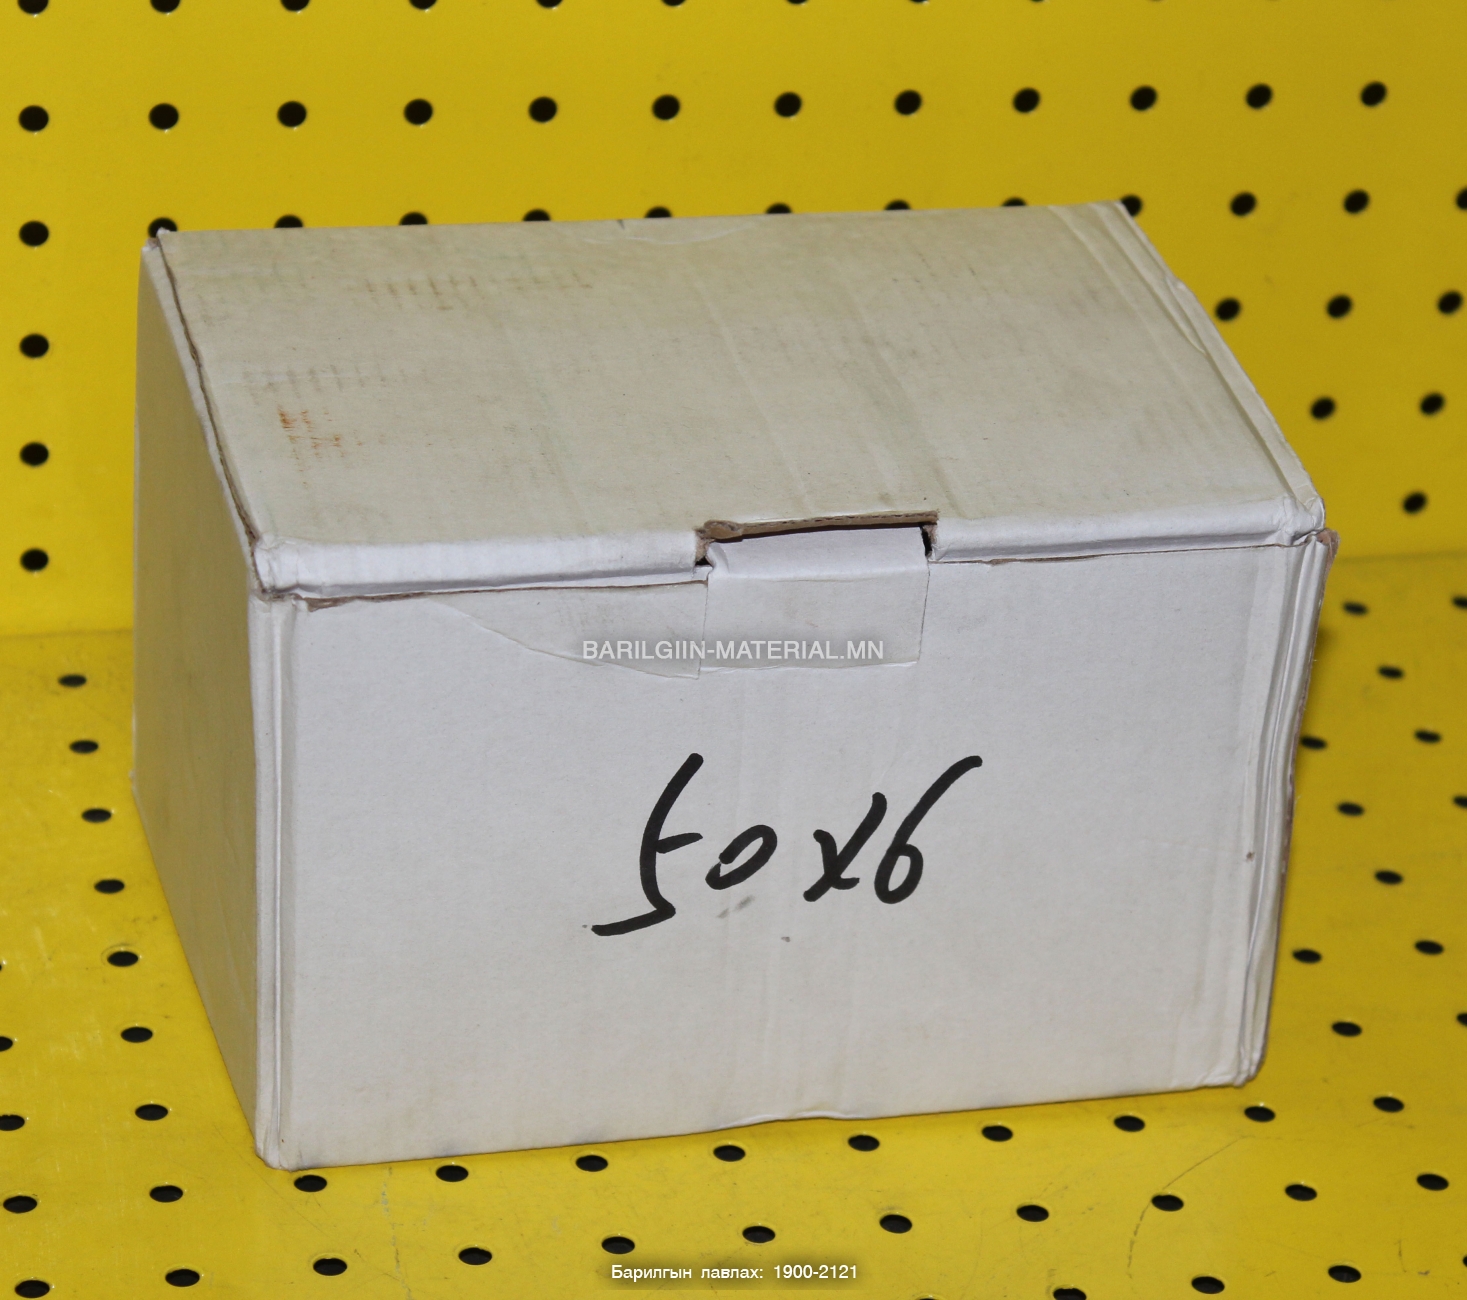 BARILGIIN-MATERIAL.MN
50x6
Барилгын лавлах: 1900-2121